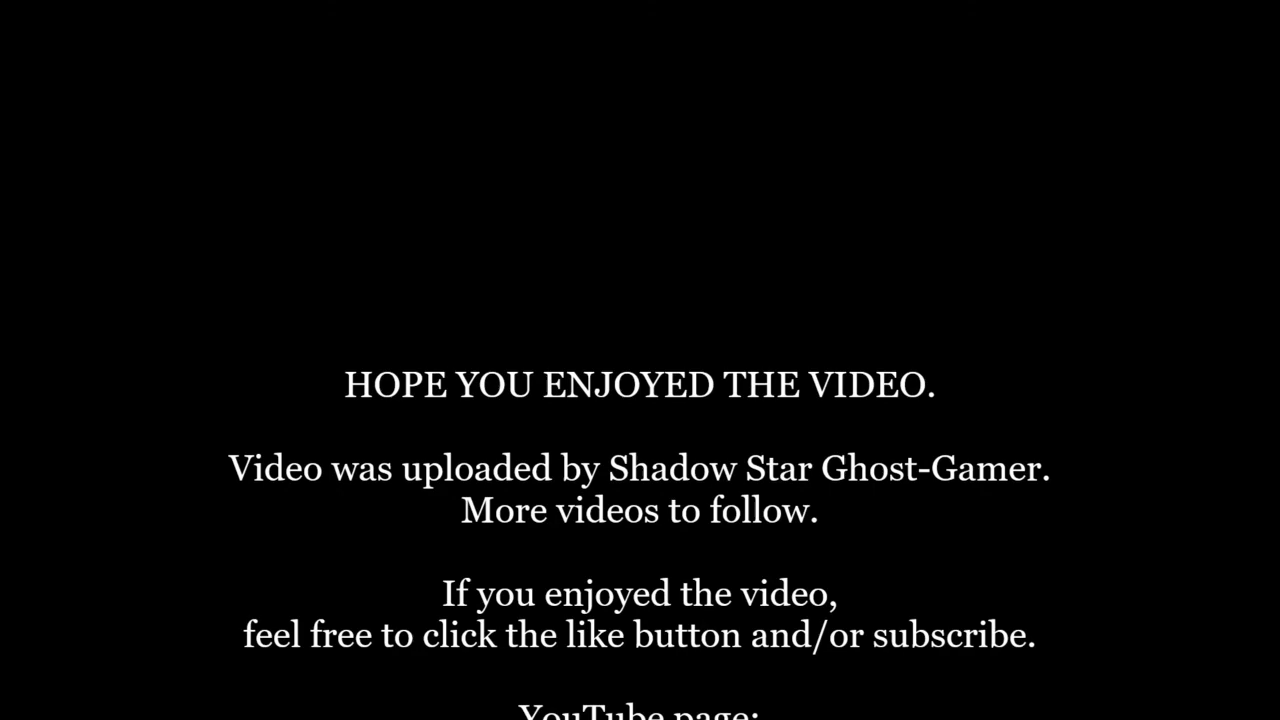 HOPE YOU ENJOYED THE VIDEO.
Video was uploaded by Shadow Star Ghost-Gamer.
More videos to follow.
If you enjoyed the video,
feel free to click the like button and/or subscribe.
YouTube page: